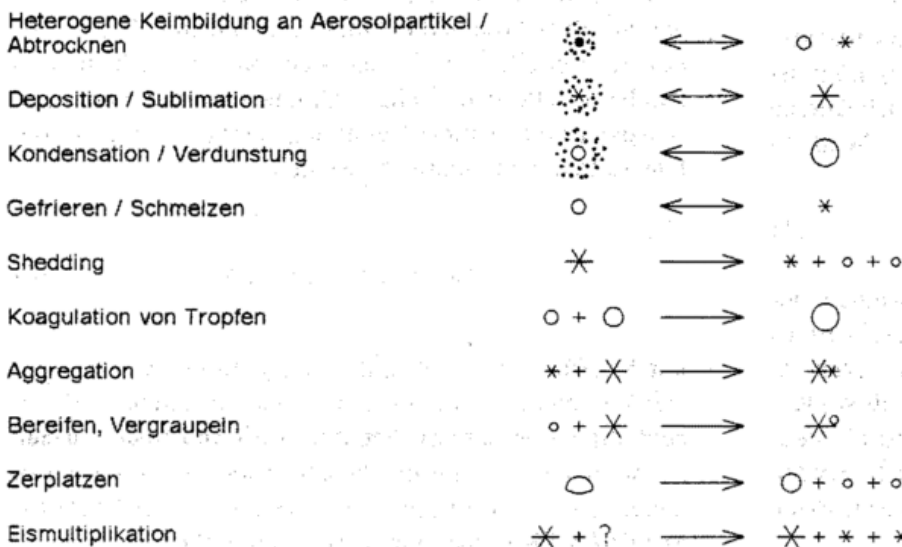 Heterogene Keimbildung an Aerosolpartikel /
Abtrocknen
Deposition / Sublimation
Kondensation / Verdunstung
Gefrieren / Schmelzen
Shedding
+ +
Koagulation von Tropfen
+
Aggregation
+
Bereifen, Vergraupeln
+
Zerplatzen
+ +
Eismultiplikation
+ ? + +